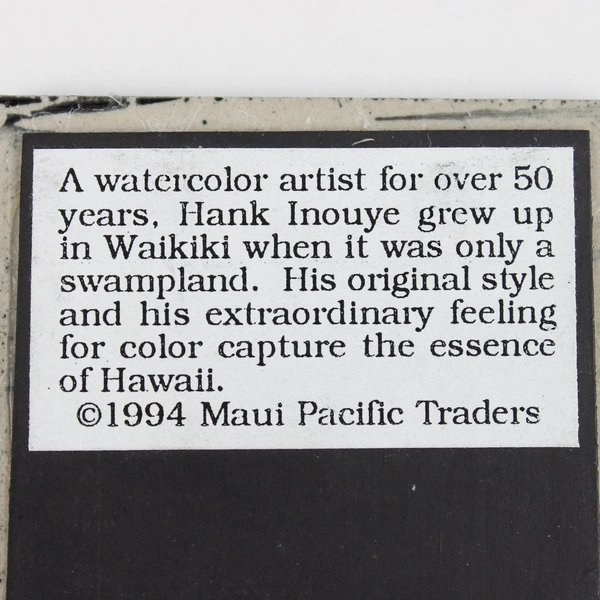 A watercolor artist for over 50
years, Hank Inouye grew up
in Waikiki when it was only a
swampland. His original style
and his extraordinary feeling
for color capture the essence
of Hawaii.
©1994 Maui Pacific Traders